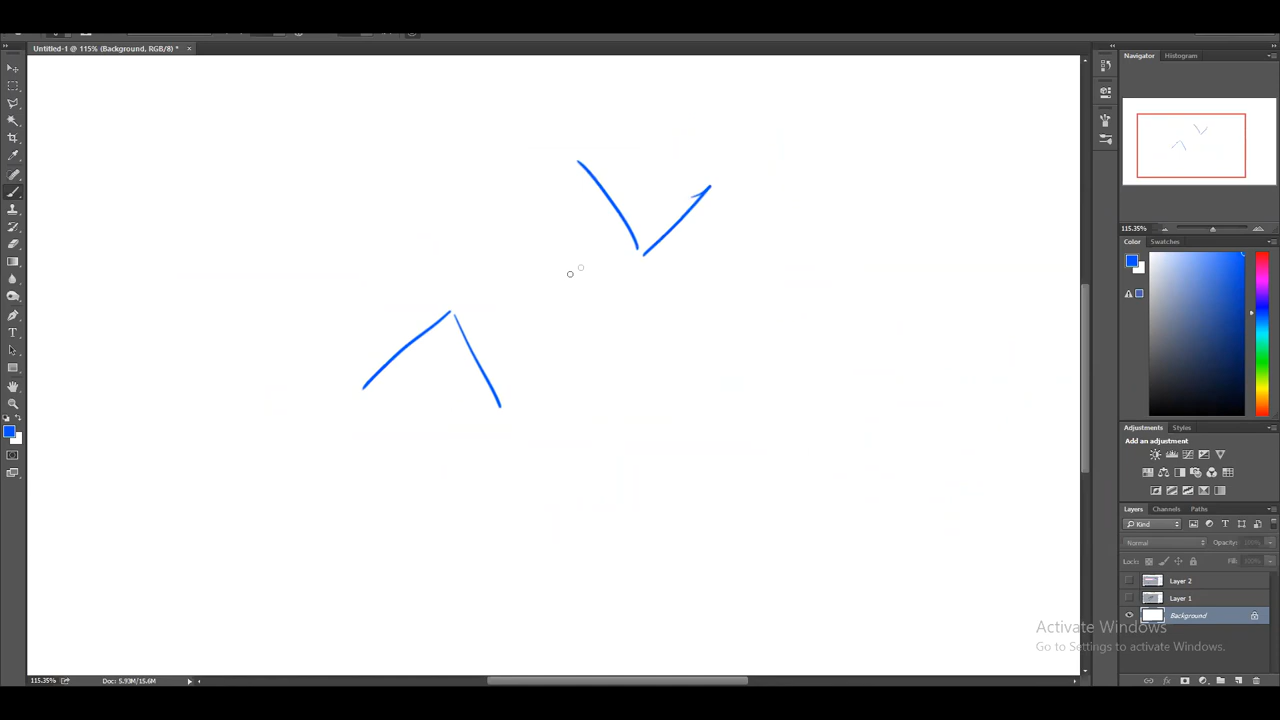 Untitled-1 @ 115% (Background, RGB/8) *
Navigator
Histogram
115.35%
Color
Swatches
Adjustments
Styles
Add an adjustment
Layers
Channels
Paths
Kind
Normal
Opacity: 100%
Lock:
Fill: 100%
Layer 2
Layer 1
Background
Activate Windows
Go to Settings to activate Windows.
115.35%
Doc: 5.93M/15.6M